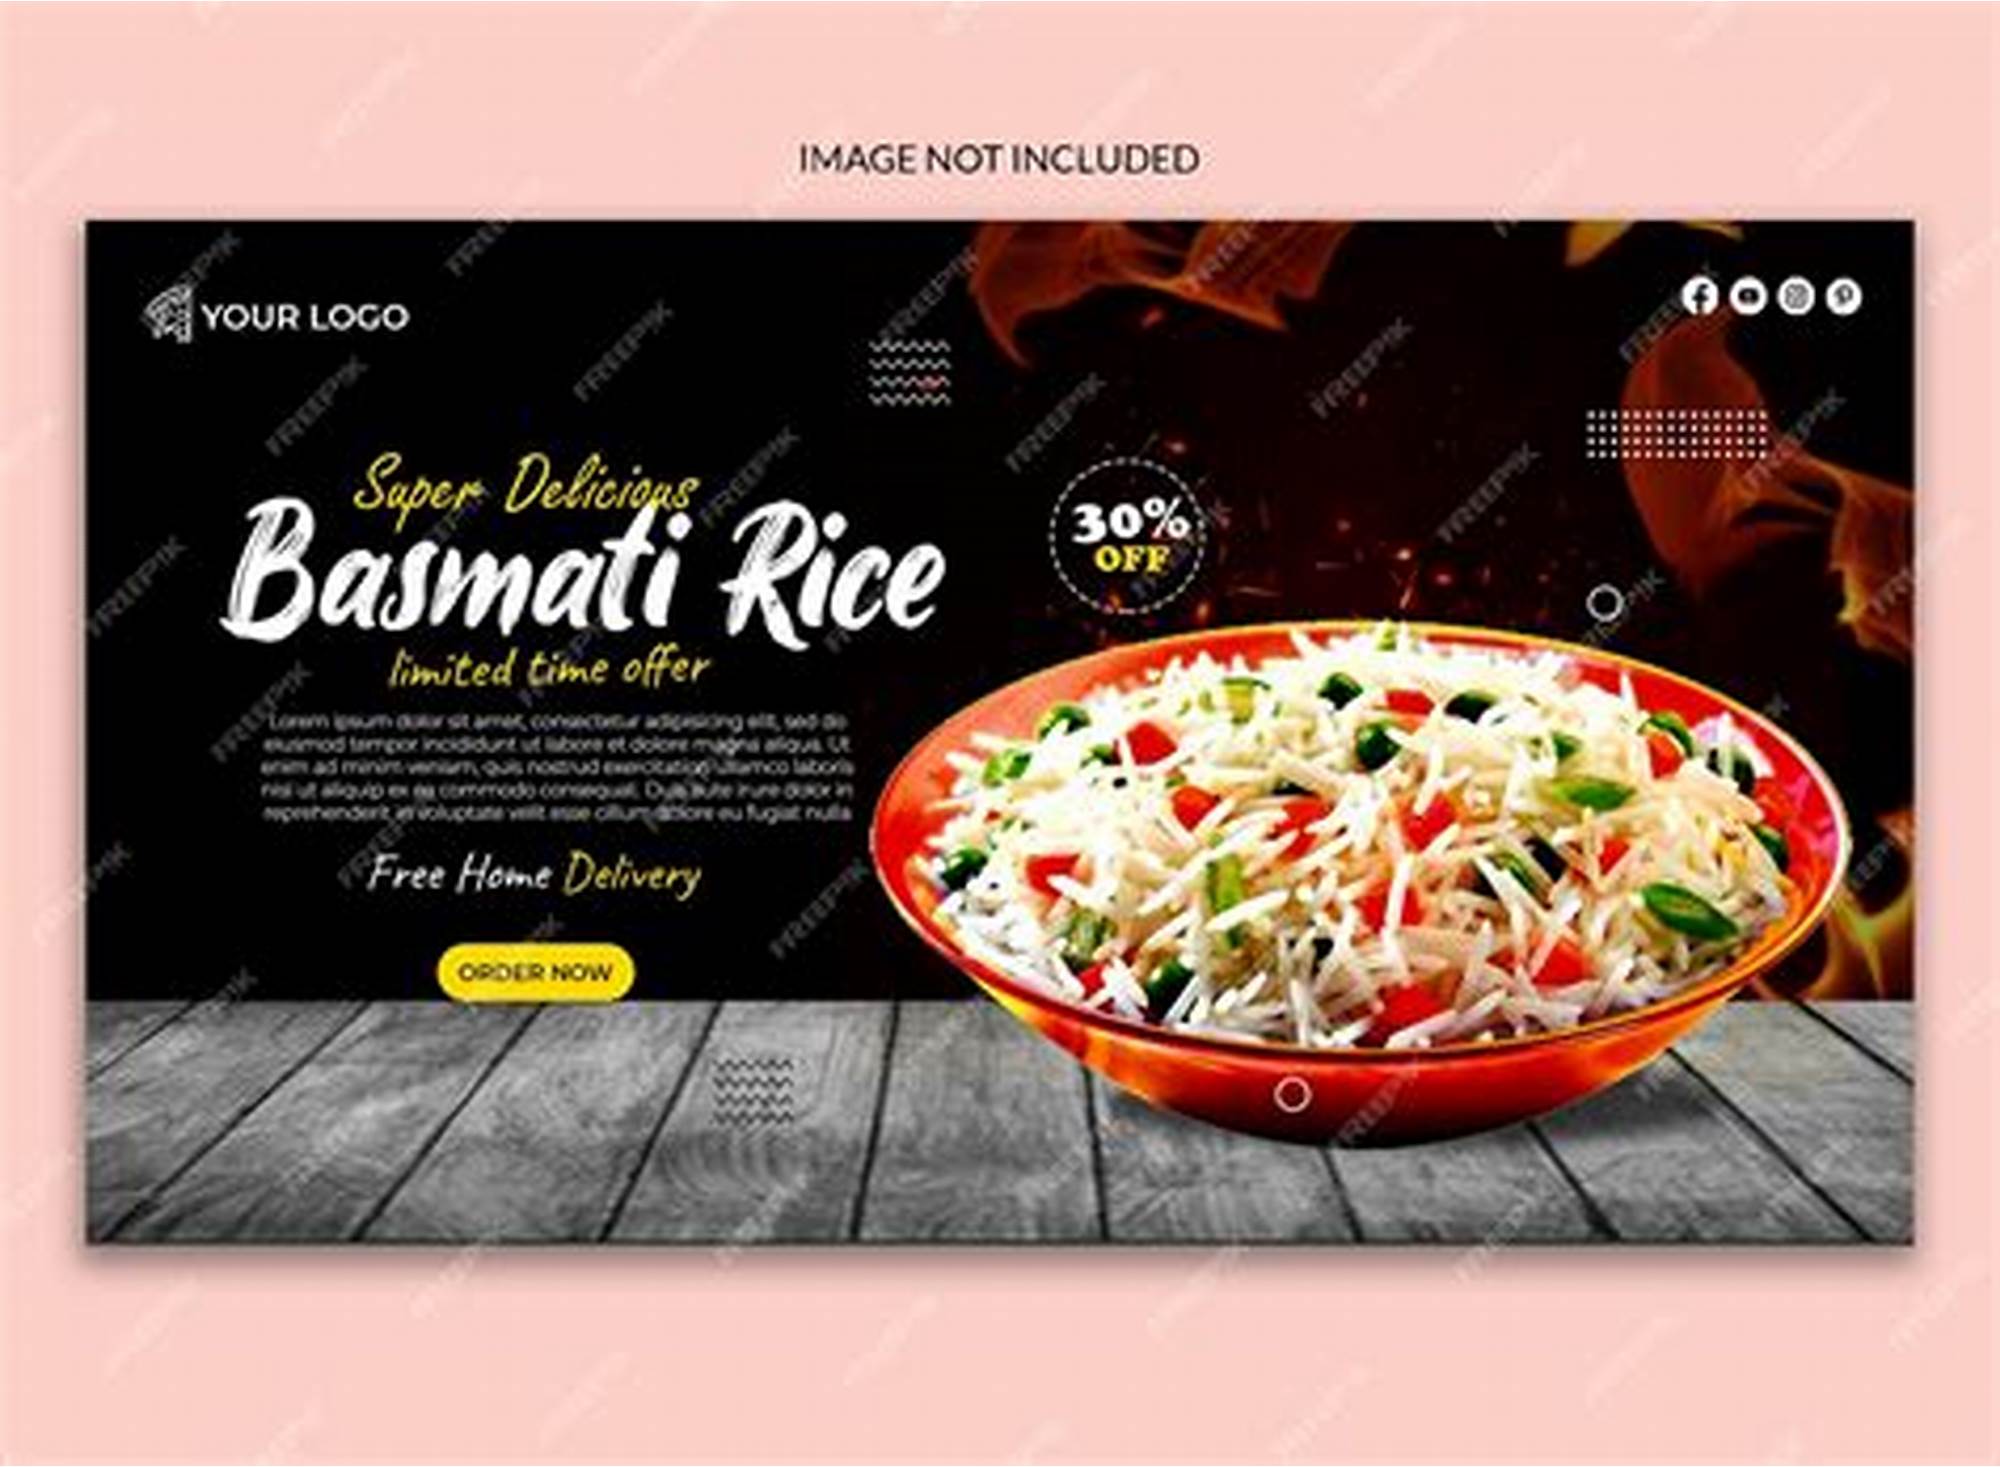 IMAGE NOT INCLUDED
YOUR LOGO
Super Delicious
Basmati Rice
limited time offer
30%
OFF
Lorem ipsum dolor sit amet, consectetur adipisicing elit, sed do
eiusmod tempor incididunt ut labore et dolore magna aliqua. Ut
enim ad minim veniam, quis nostrud exercitation ullamco laboris
nisi ut aliquip ex ea commodo consequat. Duis aute irure dolor in
reprehenderit in voluptate velit esse cillum dolore eu fugiat nulla
Free Home Delivery
ORDER NOW
FREEPIK